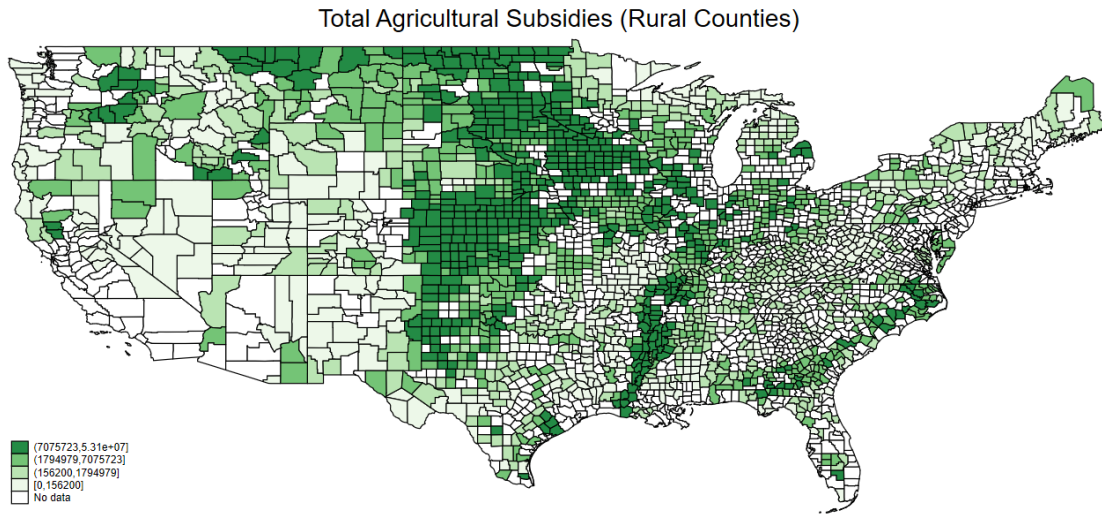 Total Agricultural Subsidies (Rural Counties)
(7075723,5.31e+07]
(1794979,7075723]
(156200,1794979]
[0,156200]
No data